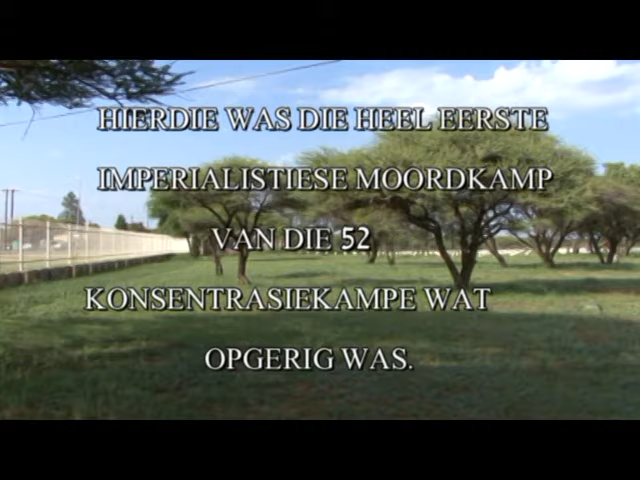 HIERDIE WAS DIE HEEL EERSTE
IMPERIALISTIESE MOORDKAMP
VAN DIE 52
KONSENTRASIEKAMPE WAT
OPGERIG WAS.